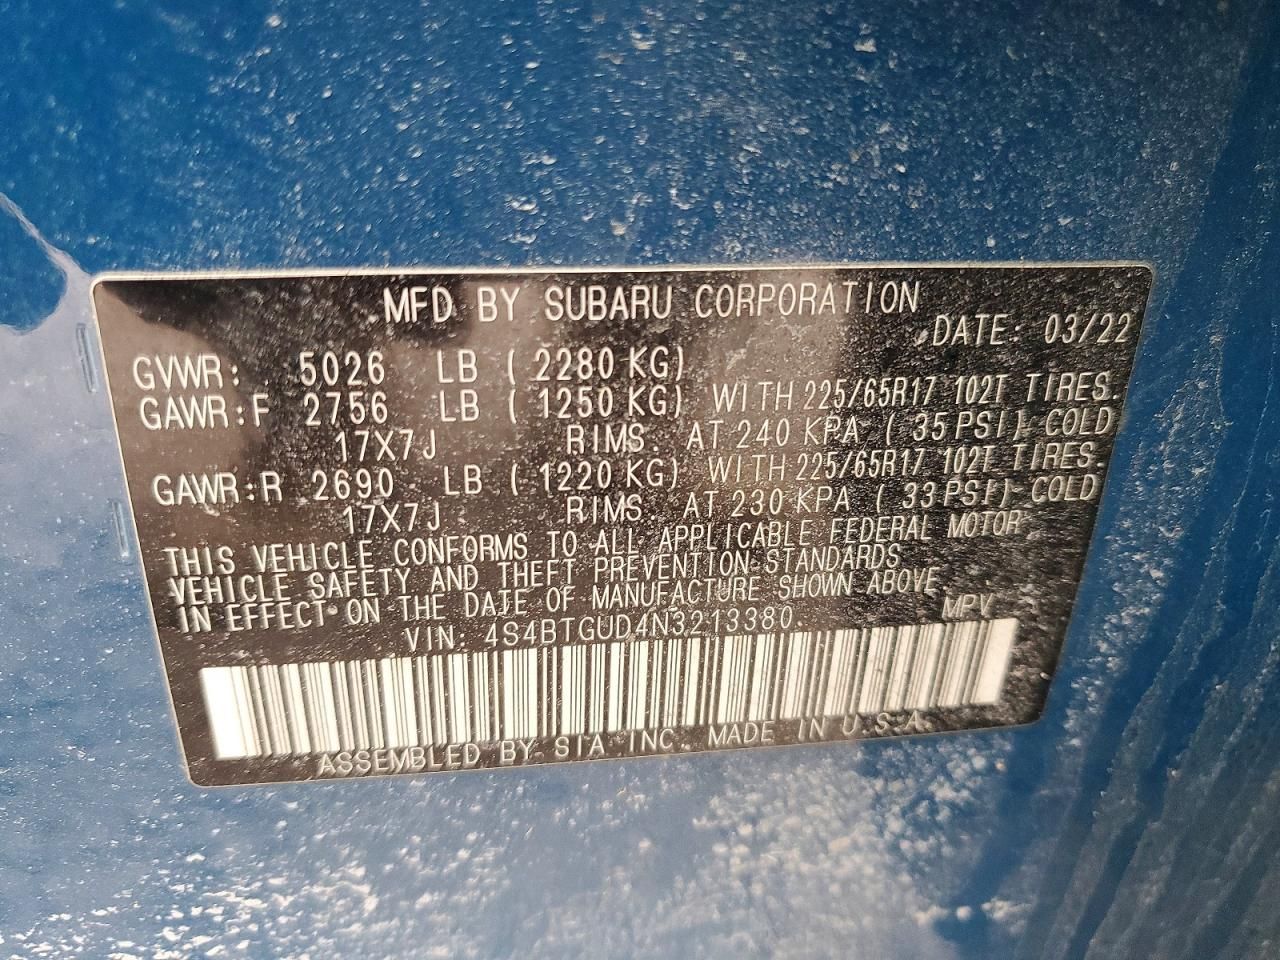 MFD BY SUBARU CORPORATION
DATE: 03/22
GVWR: 5026 LB ( 2280 KG)
GAWR:F 2756 LB ( 1250 KG) WITH 225/65R17 102T TIRES.
17X7J RIMS. AT 240 KPA ( 35 PSI) COLD
GAWR:R 2690 LB ( 1220 KG) WITH 225/65R17 102T TIRES.
17X7J RIMS. AT 230 KPA ( 33 PSI) COLD
THIS VEHICLE CONFORMS TO ALL APPLICABLE FEDERAL MOTOR
VEHICLE SAFETY AND THEFT PREVENTION STANDARDS
IN EFFECT ON THE DATE OF MANUFACTURE SHOWN ABOVE.
VIN: 4S4BTGUD4N3213380. MPV
ASSEMBLED BY SIA INC. MADE IN U.S.A.